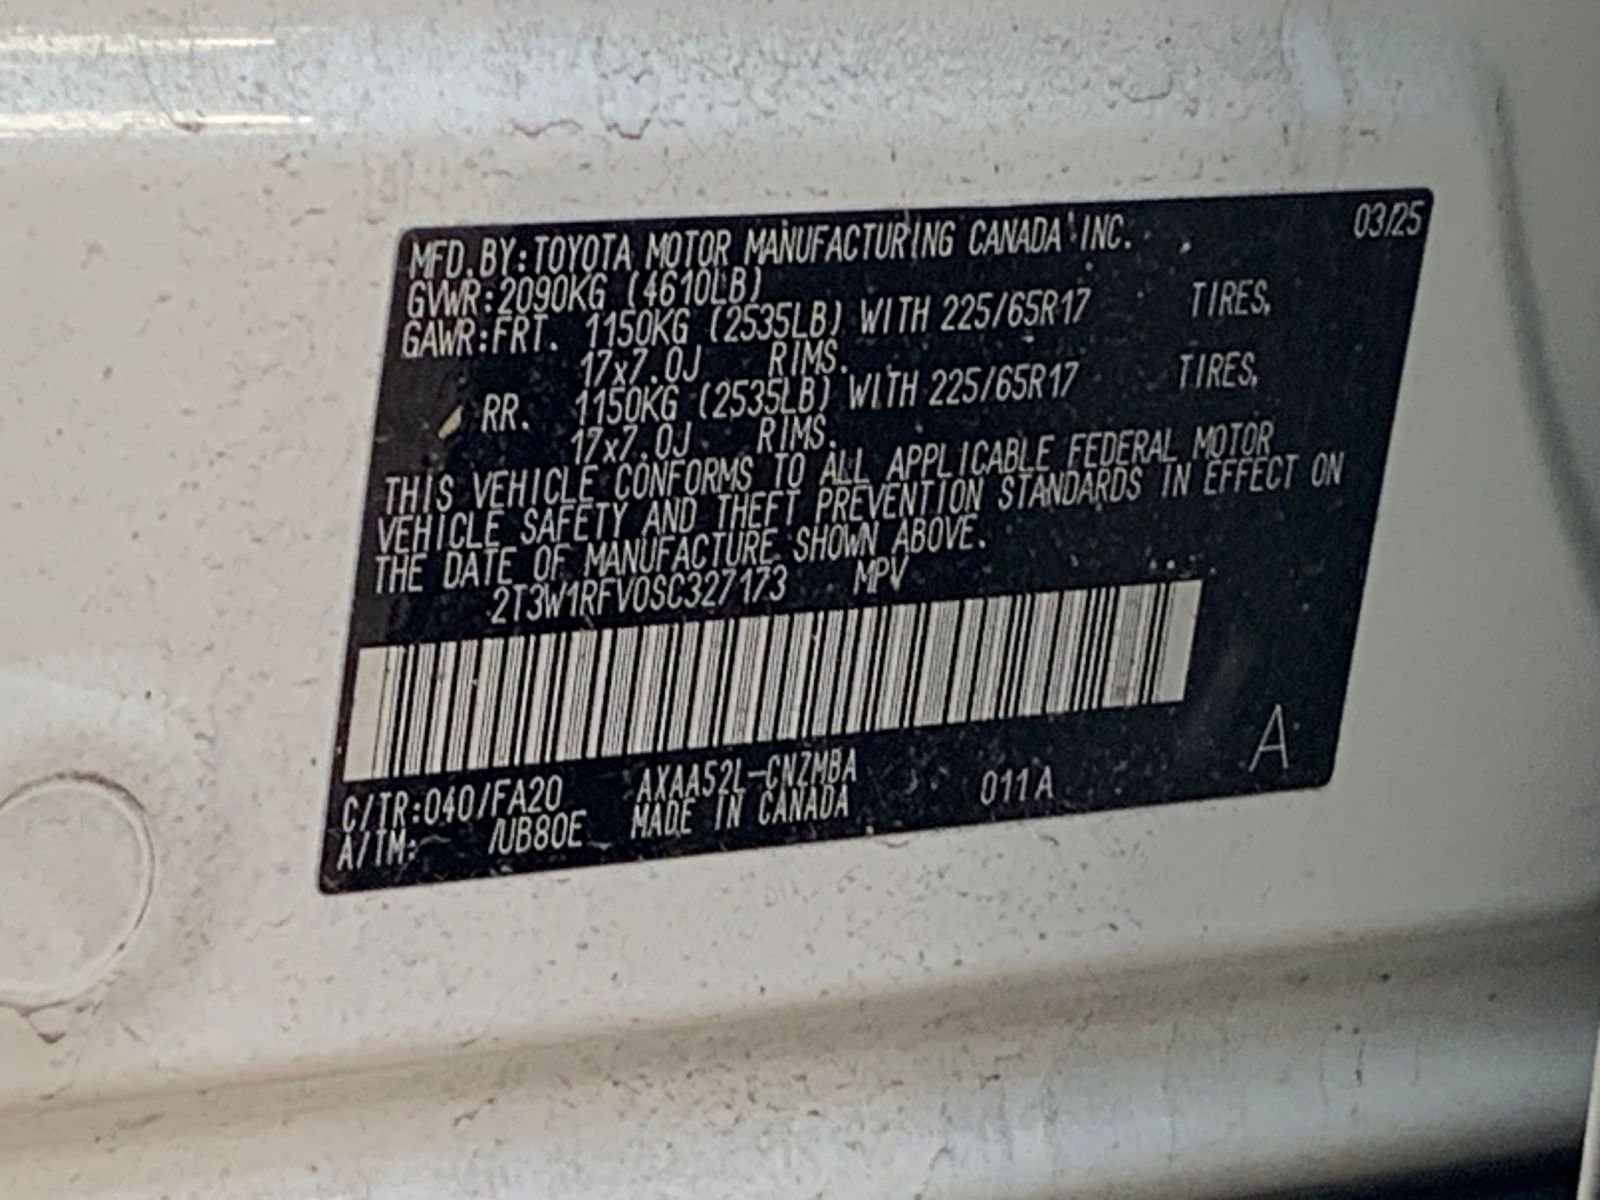 MFD.BY:TOYOTA MOTOR MANUFACTURING CANADA INC. 03/25
GVWR:2090KG (4610LB)
GAWR:FRT. 1150KG (2535LB) WITH 225/65R17 TIRES,
17x7.0J RIMS.
RR. 1150KG (2535LB) WITH 225/65R17 TIRES,
17x7.0J RIMS.
THIS VEHICLE CONFORMS TO ALL APPLICABLE FEDERAL MOTOR
VEHICLE SAFETY AND THEFT PREVENTION STANDARDS IN EFFECT ON
THE DATE OF MANUFACTURE SHOWN ABOVE.
2T3W1RFV0SC327173 MPV
A
C/TR:040/FA20 AXAA52L-CNZMBA 011A
A/TM: /UB80E MADE IN CANADA